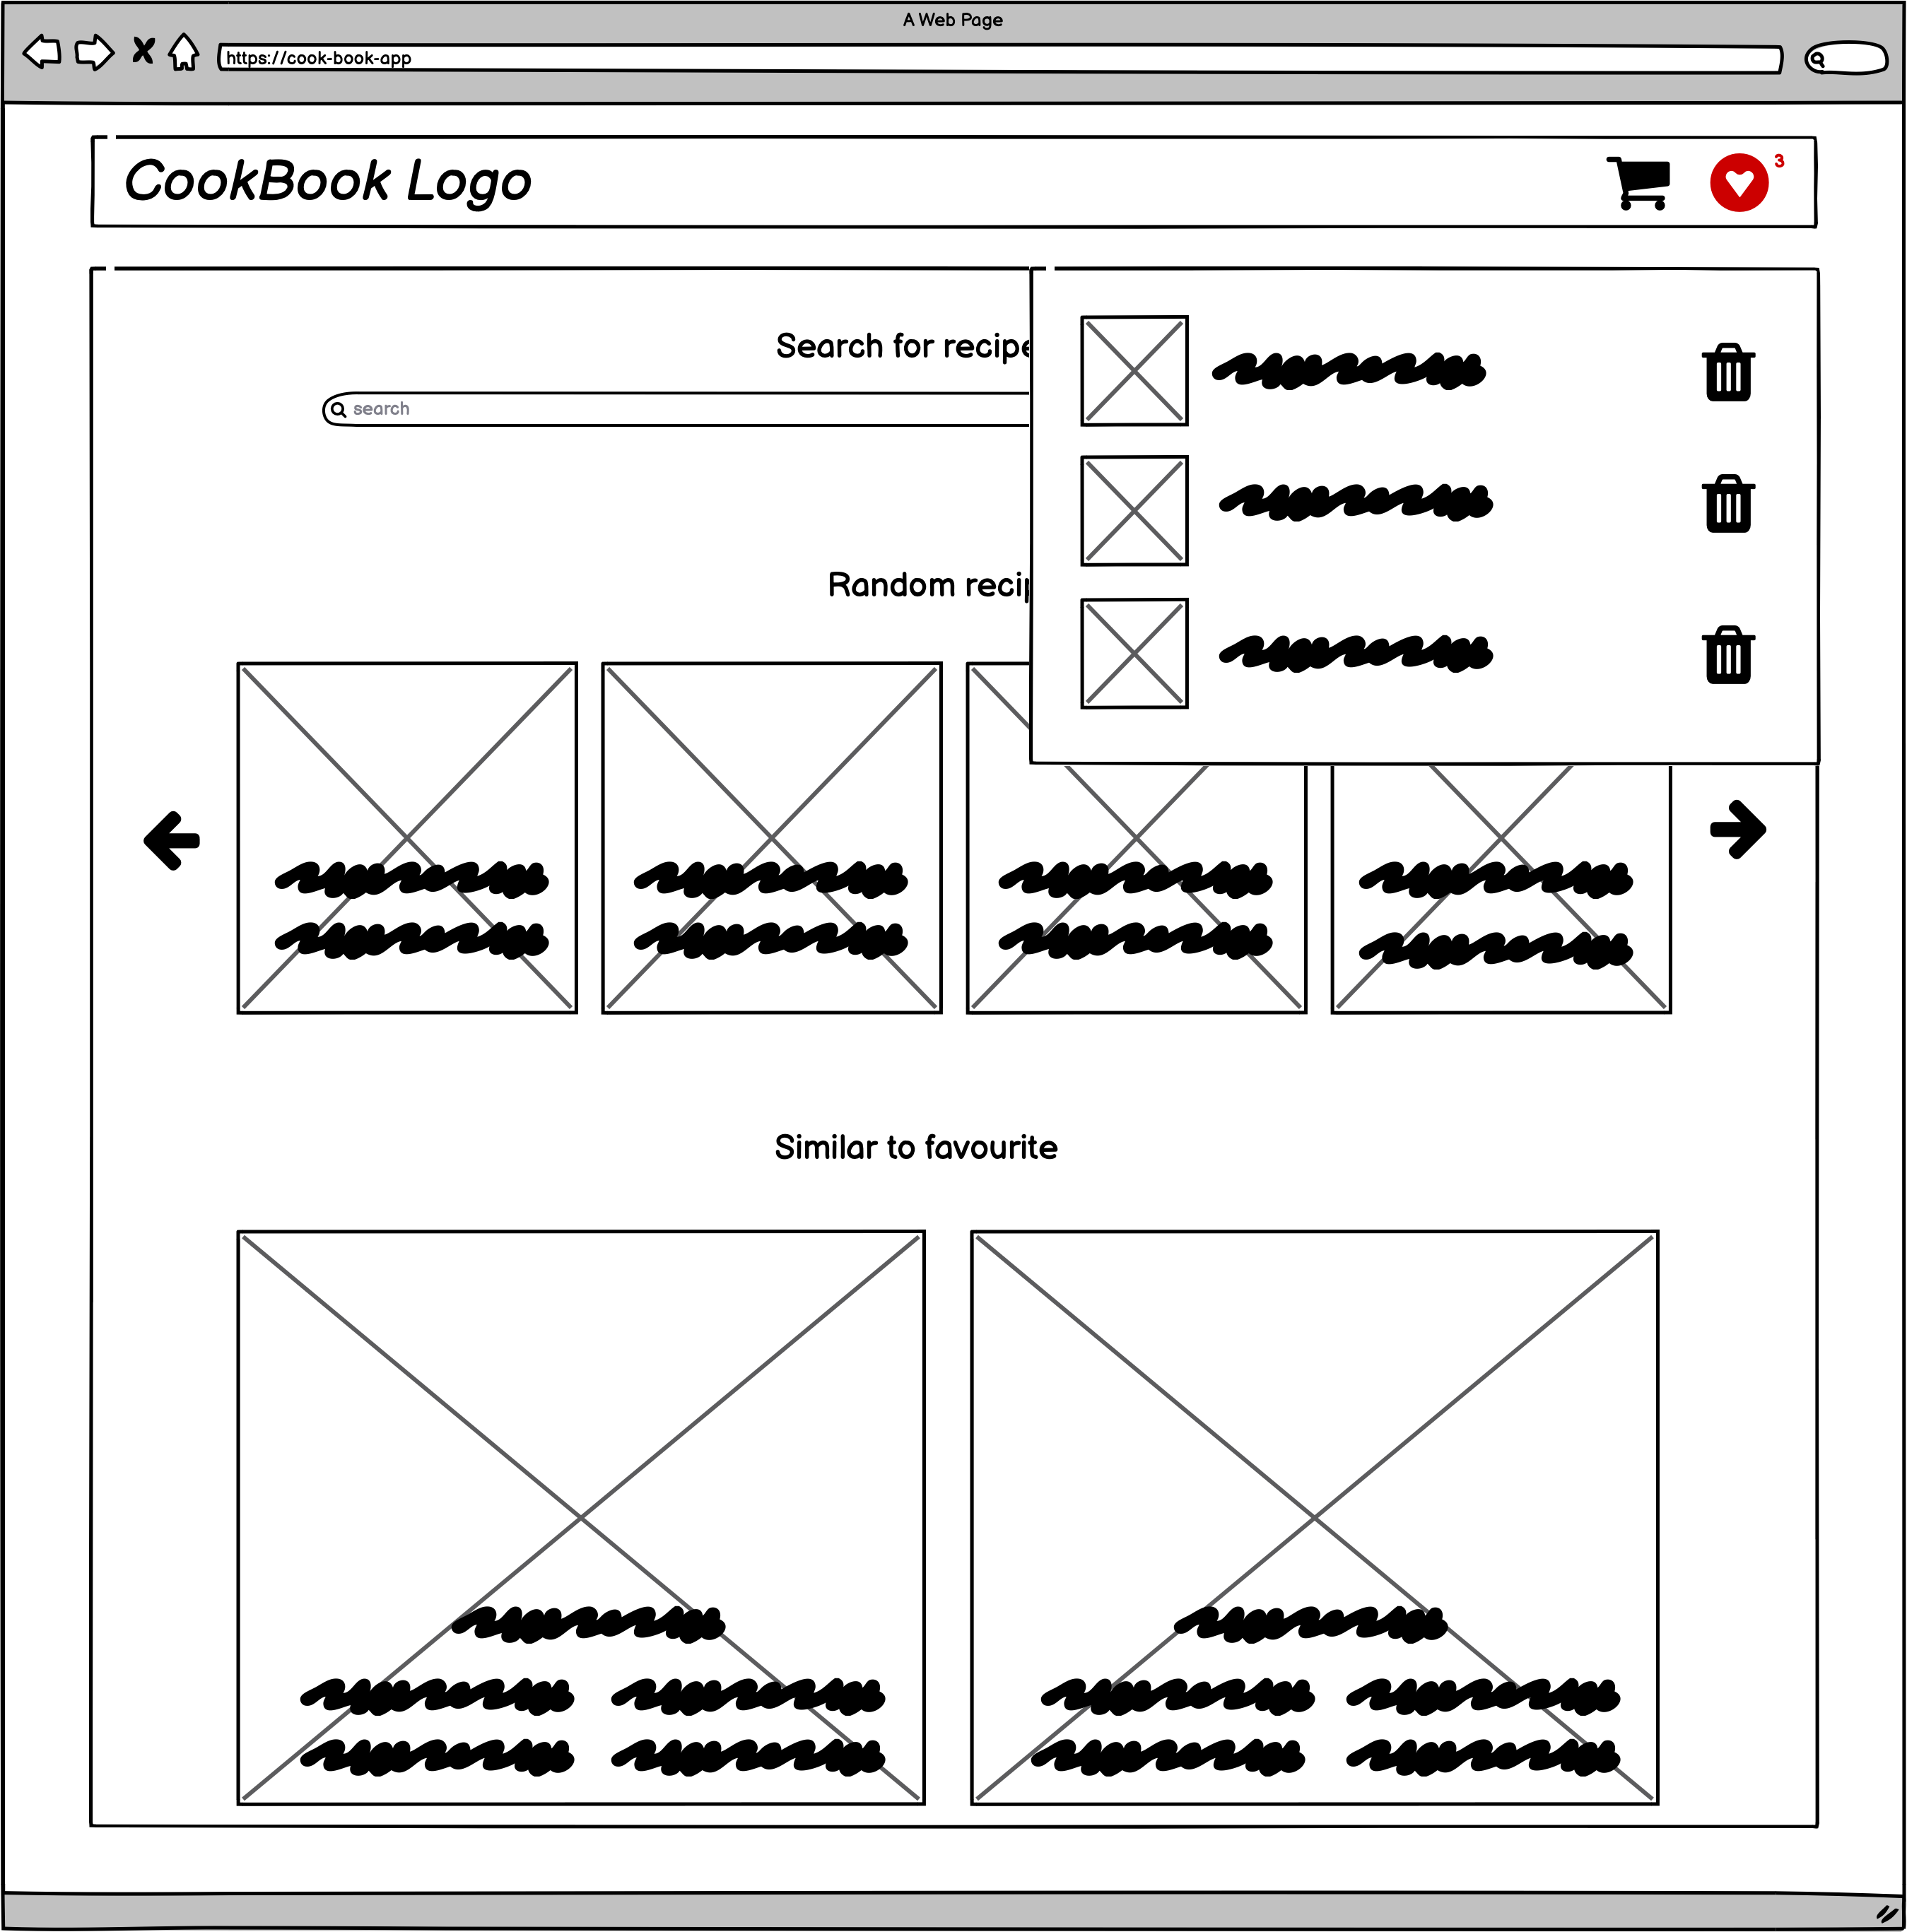 A Web Page
https://cook-book-app
CookBook Logo
3
Search for recipe
search
Random recip
Similar to favourite